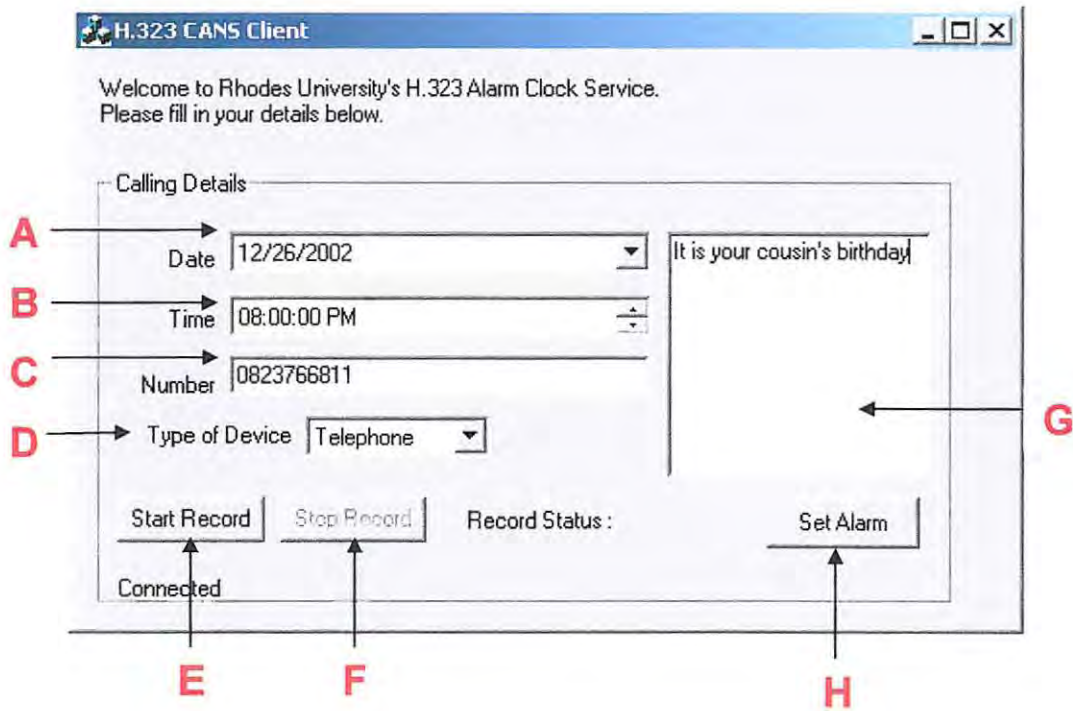 H.323 CANS Client
Welcome to Rhodes University's H.323 Alarm Clock Service.
Please fill in your details below.
Calling Details
A
Date 12/26/2002
It is your cousin's birthday
B
Time 08:00:00 PM
C
Number 0823766811
D
Type of Device Telephone
G
Start Record Stop Record Record Status : Set Alarm
Connected
E F H